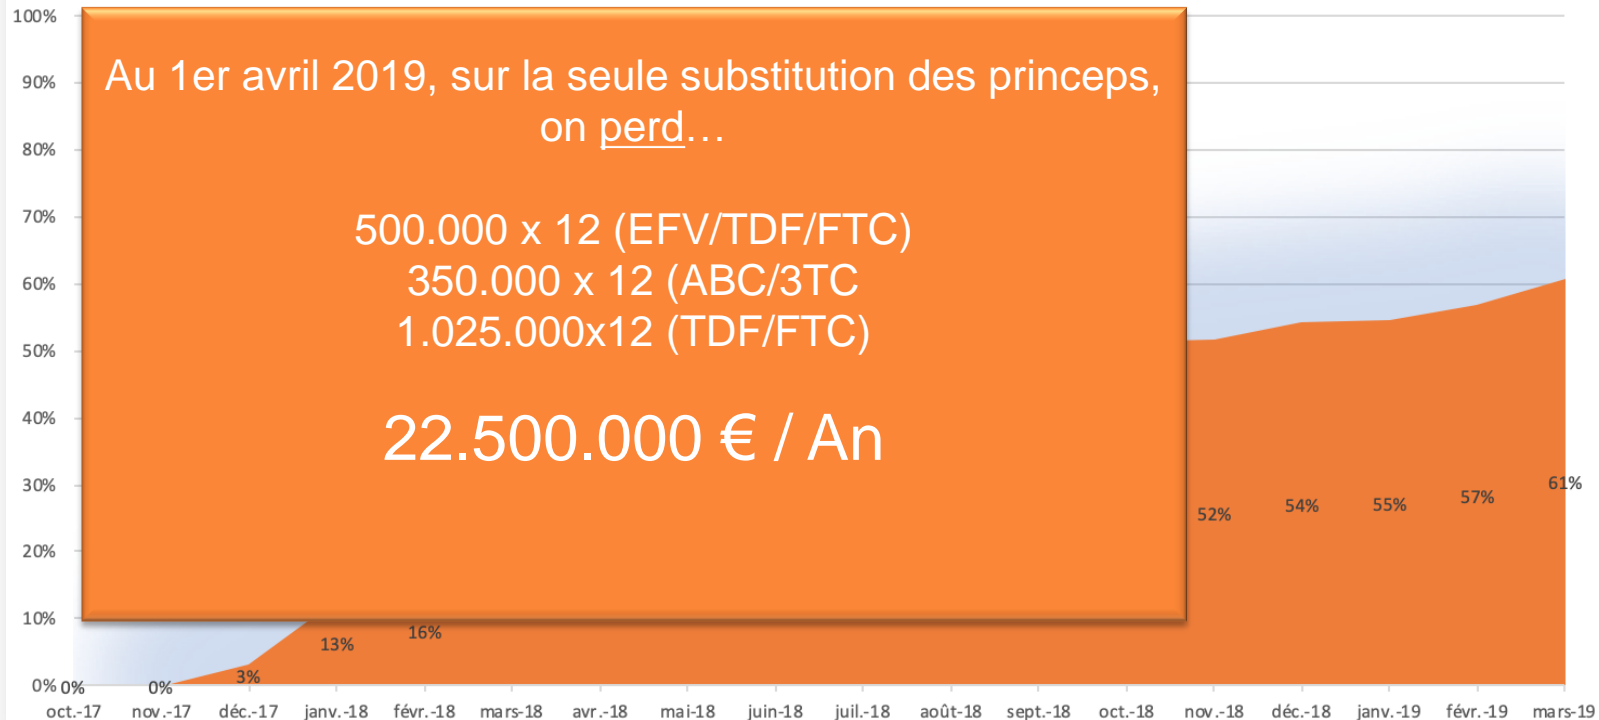 Au 1er avril 2019, sur la seule substitution des princeps,
on perd…
500.000 x 12 (EFV/TDF/FTC)
350.000 x 12 (ABC/3TC
1.025.000x12 (TDF/FTC)
22.500.000 € / An
100%
90%
80%
70%
60%
50%
40%
30%
20%
10%
0%
0% 0% 3% 13% 16% 52% 54% 55% 57% 61%
oct.-17 nov.-17 déc.-17 janv.-18 févr.-18 mars-18 avr.-18 mai-18 juin-18 juil.-18 août-18 sept.-18 oct.-18 nov.-18 déc.-18 janv.-19 févr.-19 mars-19